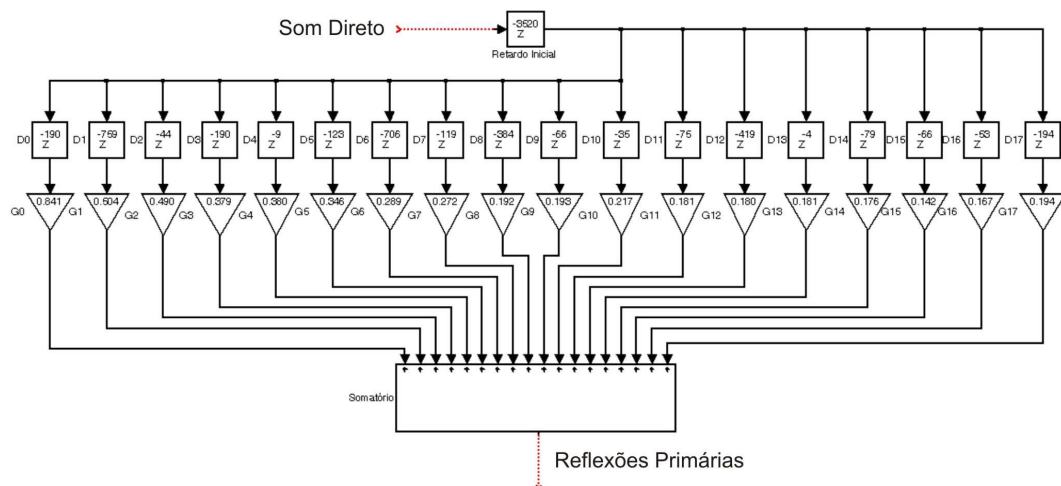 Som Direto
-3520
Z
Retardo Inicial
D0 -190 D1 -759 D2 -44 D3 -190 D4 -9 D5 -123 D6 -706 D7 -119 D8 -384 D9 -66 D10 -35 D11 -75 D12 -419 D13 -4 D14 -79 D15 -66 D16 -53 D17 -194
Z Z Z Z Z Z Z Z Z Z Z Z Z Z Z Z Z Z
G0 0.841 G1 0.504 G2 0.490 G3 0.379 G4 0.380 G5 0.346 G6 0.289 G7 0.272 G8 0.192 G9 0.193 G10 0.217 G11 0.181 G12 0.180 G13 0.181 G14 0.176 G15 0.142 G16 0.167 G17 0.194
Somatório
Reflexões Primárias